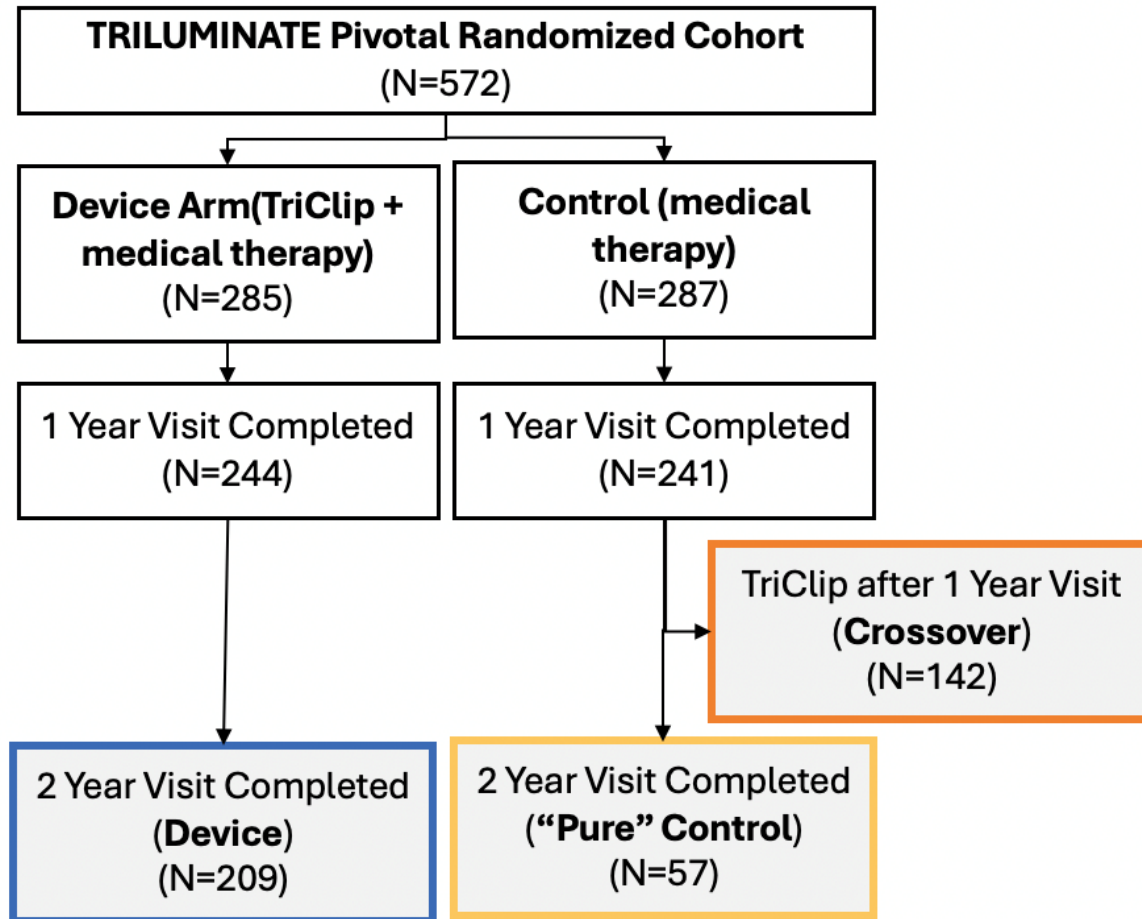 TRILUMINATE Pivotal Randomized Cohort
(N=572)
Device Arm(TriClip +
medical therapy)
(N=285)
Control (medical
therapy)
(N=287)
1 Year Visit Completed
(N=244)
1 Year Visit Completed
(N=241)
TriClip after 1 Year Visit
(Crossover)
(N=142)
2 Year Visit Completed
(Device)
(N=209)
2 Year Visit Completed
(“Pure” Control)
(N=57)